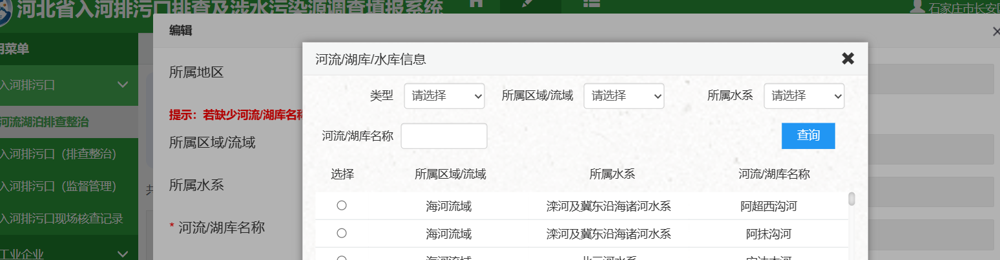 河北省入河排污口排查及涉水污染源调查填报系统
石家庄市长安区
用菜单
入河排污口
河流湖泊排查整治
入河排污口（排查整治）
入河排污口（监督管理）
入河排污口现场核查记录
工业企业
编辑
所属地区
提示：若缺少河流/湖库名称
所属区域/流域
所属水系
* 河流/湖库名称
共
河流/湖库/水库信息
类型 请选择 所属区域/流域 请选择 所属水系 请选择
河流/湖库名称 查询
选择 所属区域/流域 所属水系 河流/湖库名称
海河流域 滦河及冀东沿海诸河水系 阿超西沟河
海河流域 滦河及冀东沿海诸河水系 阿抹沟河
海河流域 北三河水系